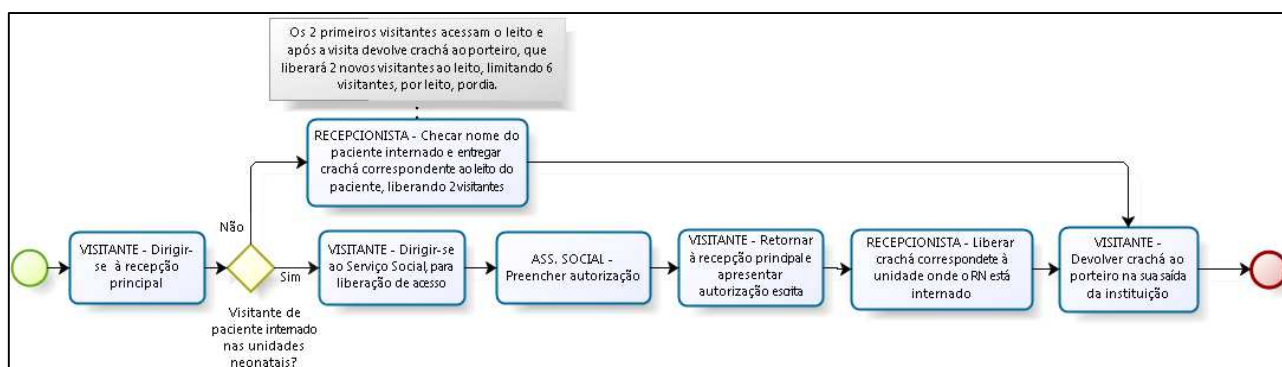 Os 2 primeiros visitantes acessam o leito e
após a visita devolve crachá ao porteiro, que
liberará 2 novos visitantes ao leito, limitando 6
visitantes, por leito, por dia.
RECEPCIONISTA - Checar nome do
paciente internado e entregar
crachá correspondente ao leito do
paciente, liberando 2 visitantes
Não
VISITANTE - Dirigir-
se à recepção
principal
Sim
Visitante de
paciente internado
nas unidades
neonatais?
VISITANTE - Dirigir-se
ao Serviço Social, para
liberação de acesso
ASS. SOCIAL -
Preencher autorização
VISITANTE - Retornar
à recepção principal e
apresentar
autorização escrita
RECEPCIONISTA - Liberar
crachá correspondete à
unidade onde o RN está
internado
VISITANTE -
Devolver crachá ao
porteiro na sua saída
da instituição